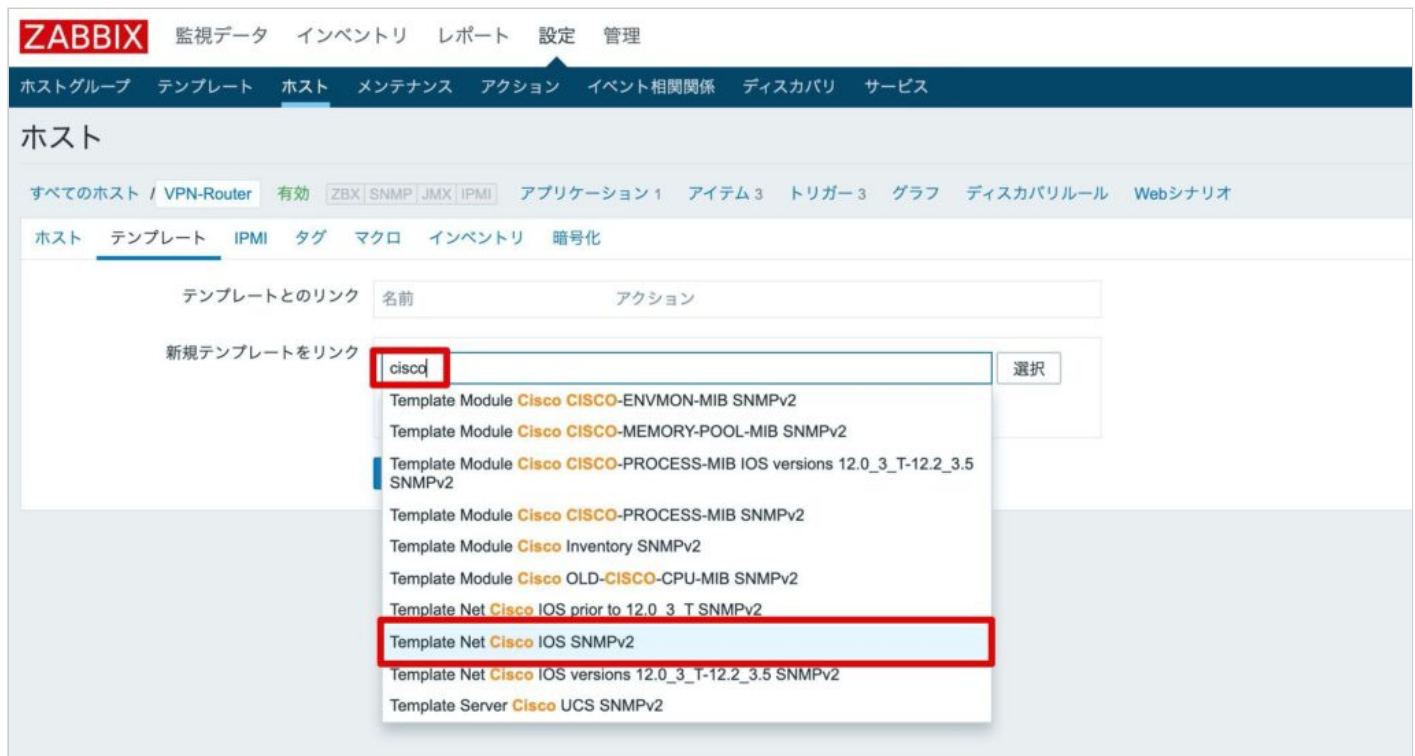 ZABBIX 監視データ インベントリ レポート 設定 管理
ホストグループ テンプレート ホスト メンテナンス アクション イベント相関関係 ディスカバリ サービス
ホスト
すべてのホスト / VPN-Router 有効 ZBX SNMP JMX IPMI アプリケーション 1 アイテム 3 トリガー 3 グラフ ディスカバリルール Webシナリオ
ホスト テンプレート IPMI タグ マクロ インベントリ 暗号化
テンプレートとのリンク 名前 アクション
新規テンプレートをリンク cisco 選択
Template Module Cisco CISCO-ENVMON-MIB SNMPv2
Template Module Cisco CISCO-MEMORY-POOL-MIB SNMPv2
Template Module Cisco CISCO-PROCESS-MIB IOS versions 12.0_3_T-12.2_3.5
SNMPv2
Template Module Cisco CISCO-PROCESS-MIB SNMPv2
Template Module Cisco Inventory SNMPv2
Template Module Cisco OLD-CISCO-CPU-MIB SNMPv2
Template Net Cisco IOS prior to 12.0_3_T SNMPv2
Template Net Cisco IOS SNMPv2
Template Net Cisco IOS versions 12.0_3_T-12.2_3.5 SNMPv2
Template Server Cisco UCS SNMPv2